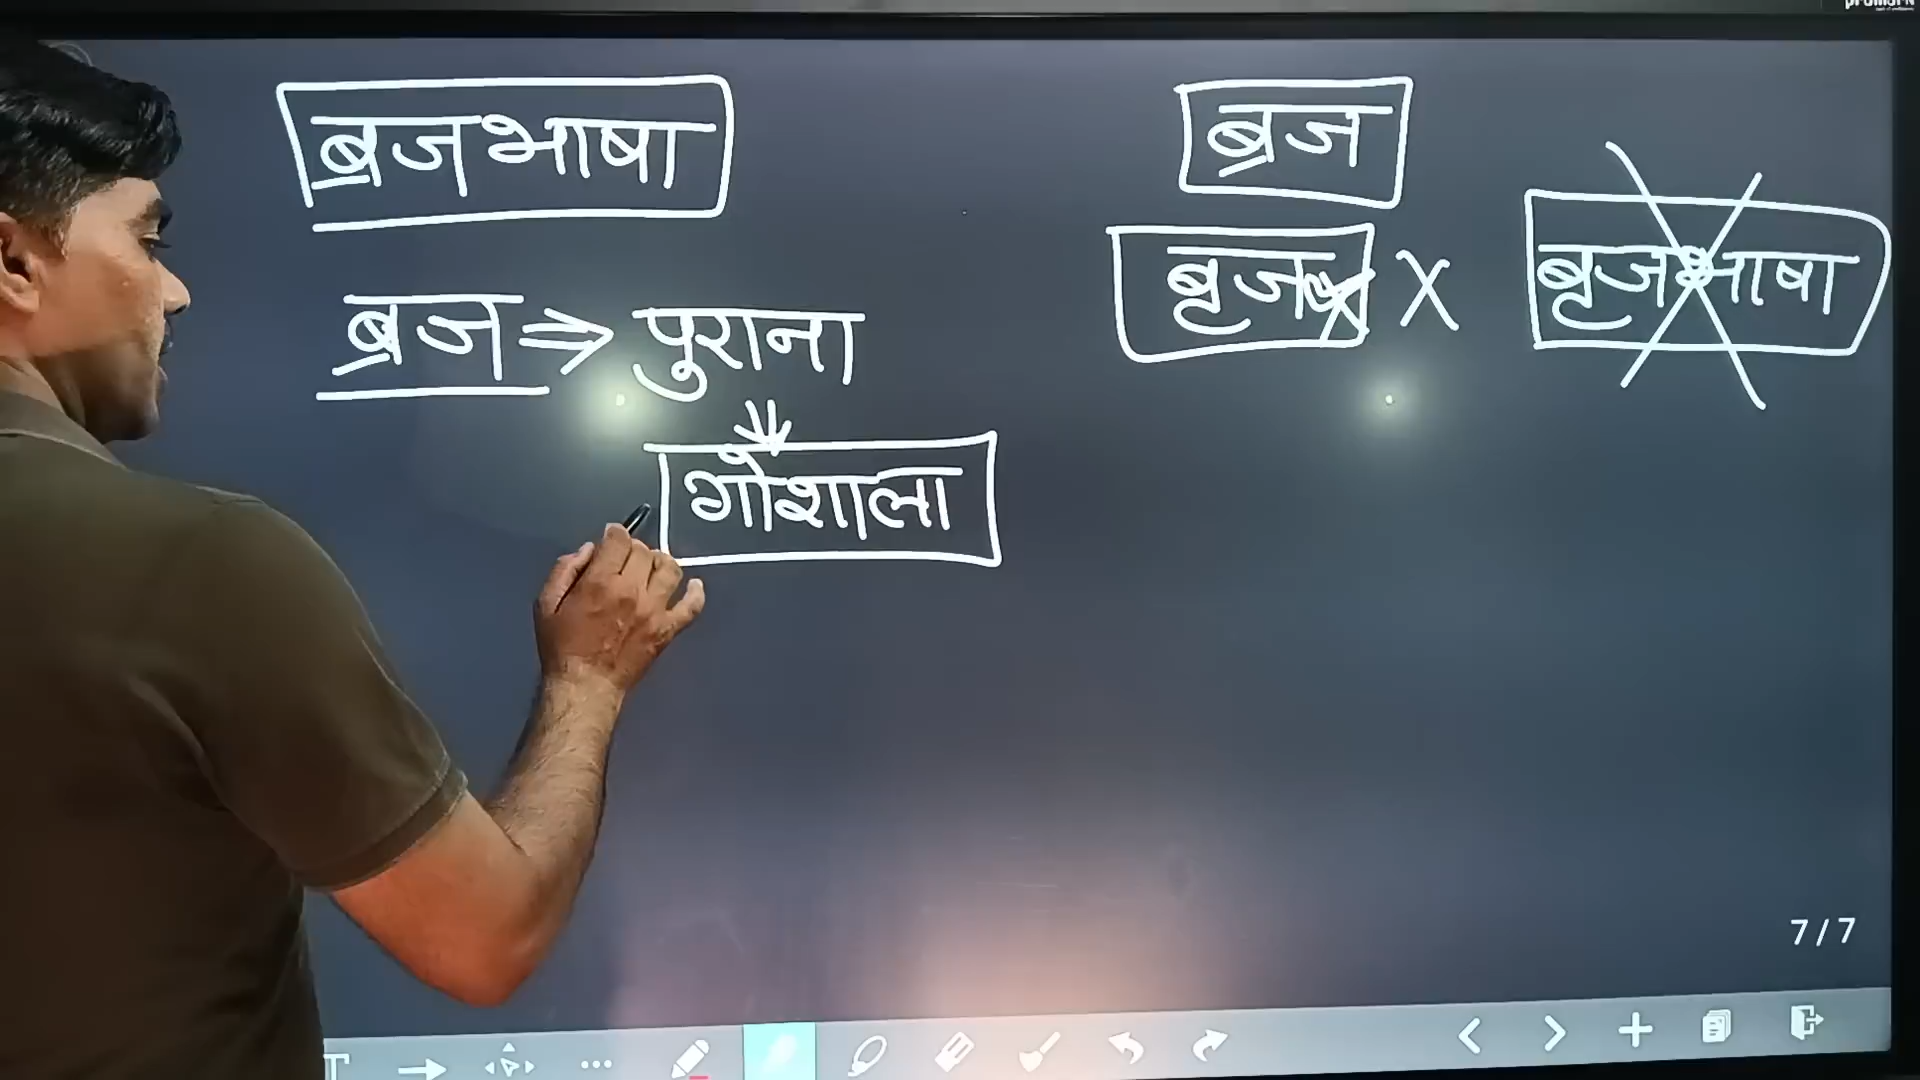 ब्रजभाषा
ब्रज
बृज
X
बृजभाषा
ब्रज ⇒ पुराना
गौशाला
7/7